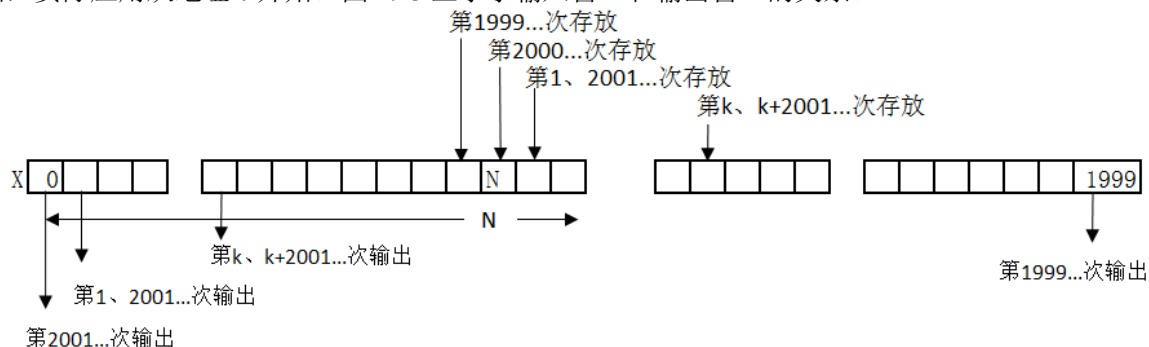 第1999...次存放
第2000...次存放
第1、2001...次存放
第k、k+2001...次存放
X 0 N 1999
N
第k、k+2001...次输出
第1999...次输出
第1、2001...次输出
第2001...次输出